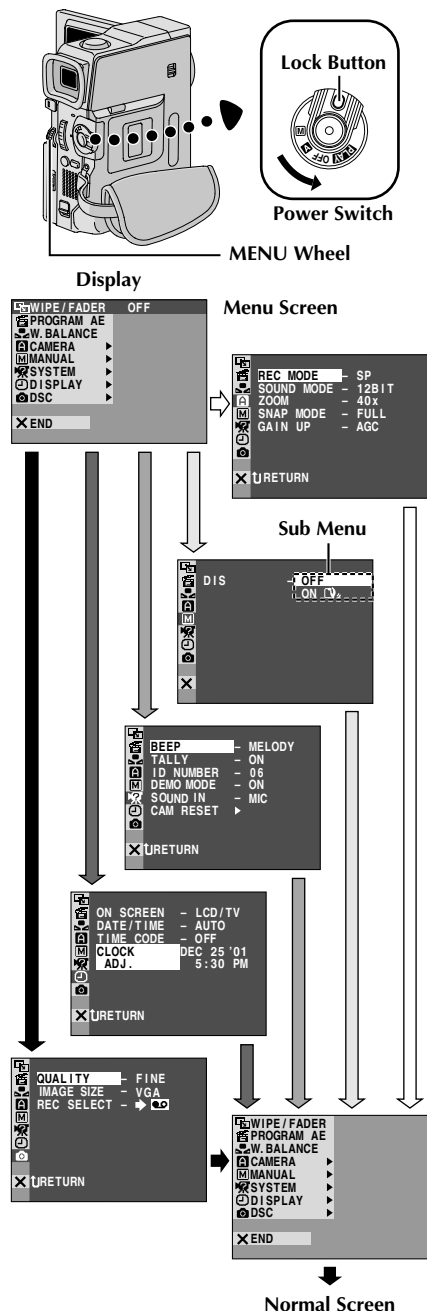 Lock Button
M
A
OFF
PLAY
Power Switch
MENU Wheel
Display
WIPE/FADER OFF
PROGRAM AE
W. BALANCE
A CAMERA
M MANUAL
SYSTEM
DISPLAY
DSC
END
Menu Screen
REC MODE – SP
SOUND MODE – 12BIT
A ZOOM – 40x
M SNAP MODE – FULL
GAIN UP – AGC
RETURN
Sub Menu
DIS – OFF
ON
A
M
BEEP – MELODY
TALLY – ON
A ID NUMBER – 06
M DEMO MODE – ON
SOUND IN – MIC
CAM RESET
RETURN
ON SCREEN – LCD/TV
DATE/TIME – AUTO
A TIME CODE – OFF
M CLOCK DEC 25 '01
ADJ. 5:30 PM
RETURN
QUALITY – FINE
IMAGE SIZE – VGA
REC SELECT –
A
M
RETURN
WIPE/FADER
PROGRAM AE
W. BALANCE
A CAMERA
M MANUAL
SYSTEM
DISPLAY
DSC
END
Normal Screen